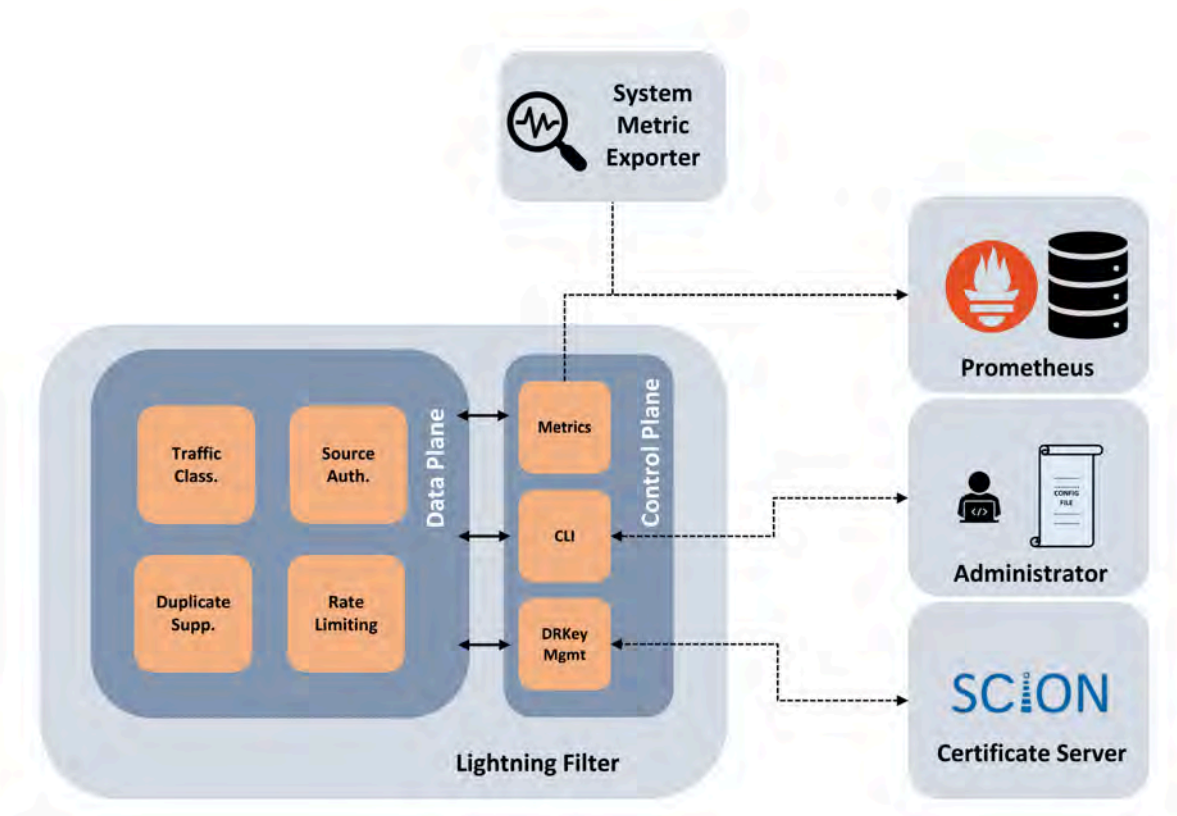 System
Metric
Exporter
Prometheus
Traffic
Class.
Source
Auth.
Duplicate
Supp.
Rate
Limiting
Data Plane
Metrics
CLI
DRKey
Mgmt
Control Plane
Lightning Filter
CONFIG
FILE
</>
Administrator
SCION
Certificate Server